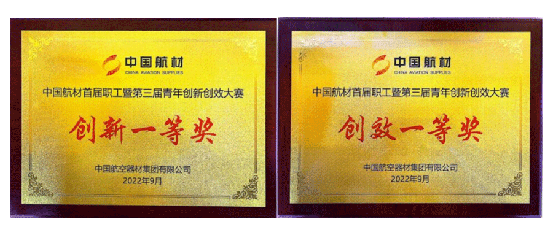 中国航材
CHINA AVIATION SUPPLIES
中国航材首届职工暨第三届青年创新创效大赛
创新一等奖
中国航空器材集团有限公司
2022年9月
中国航材
CHINA AVIATION SUPPLIES
中国航材首届职工暨第三届青年创新创效大赛
创效一等奖
中国航空器材集团有限公司
2022年9月